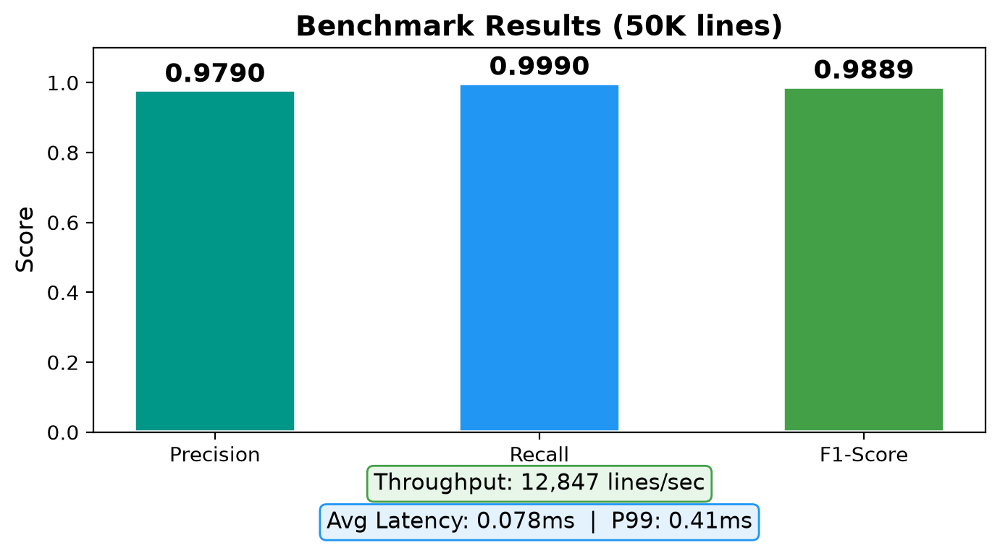 Benchmark Results (50K lines)
0.9790
0.9990
0.9889
1.0
0.8
0.6
0.4
0.2
0.0
Score
Precision
Recall
F1-Score
Throughput: 12,847 lines/sec
Avg Latency: 0.078ms | P99: 0.41ms